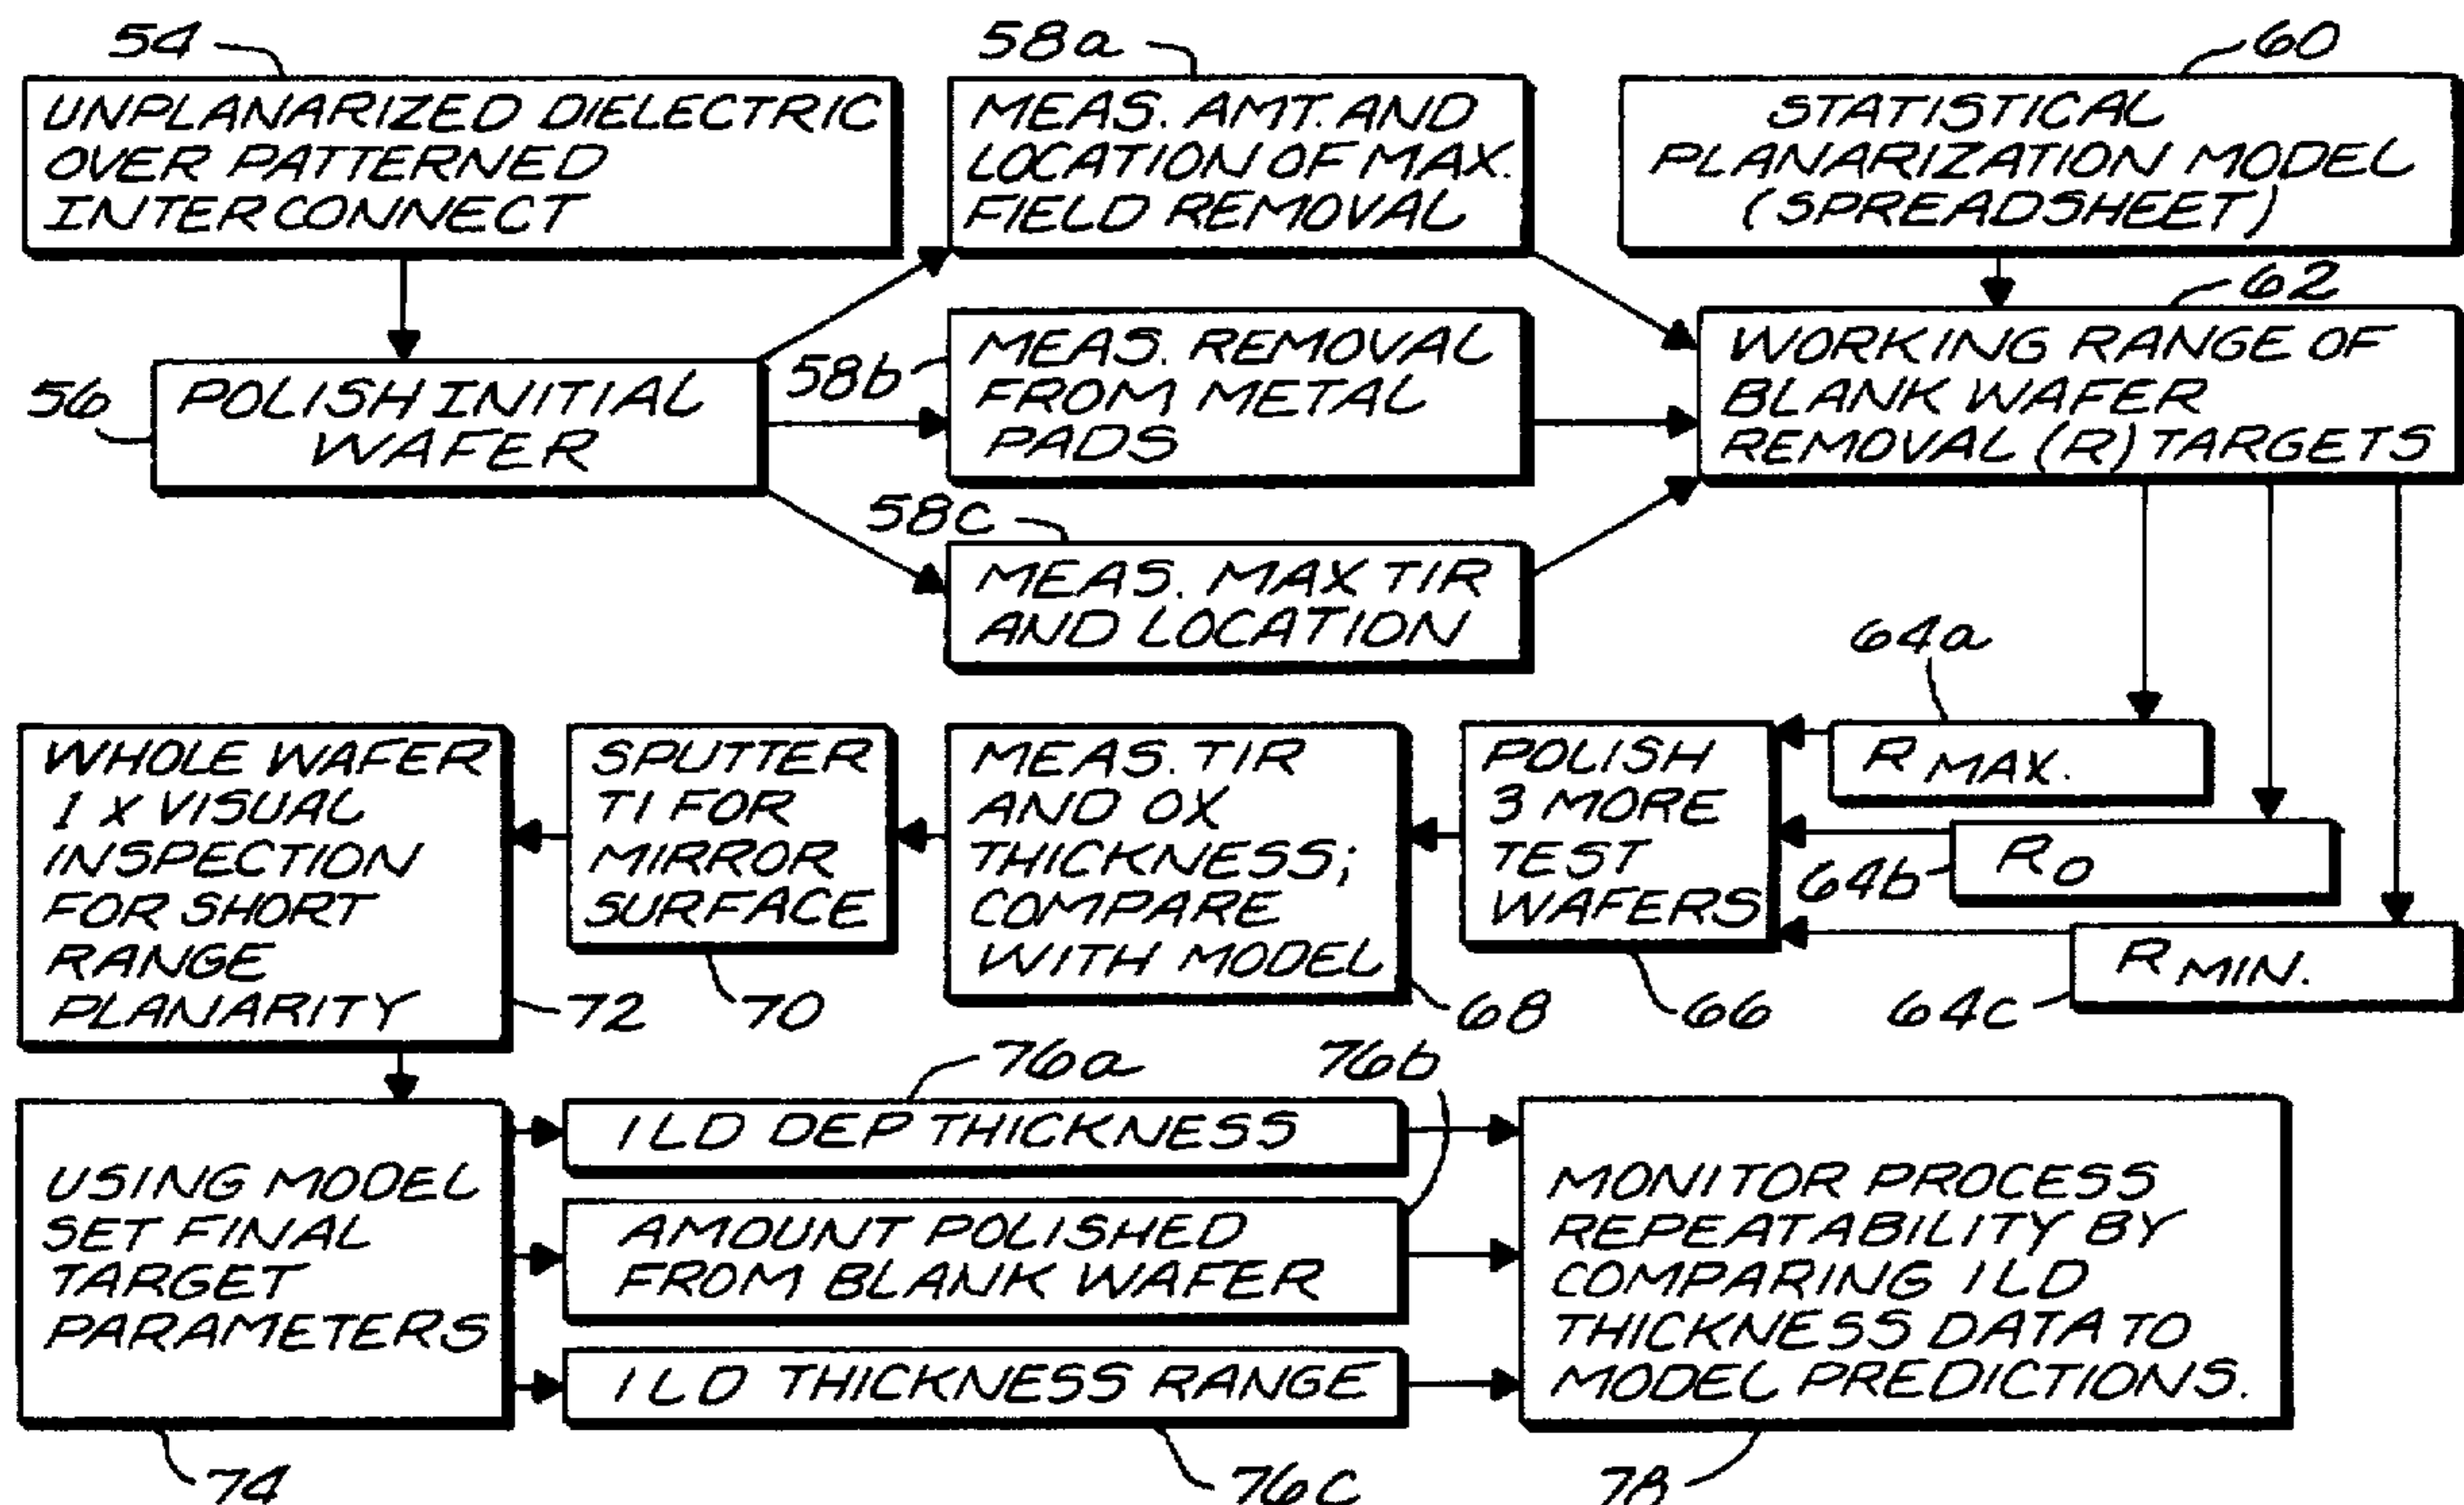 54
UNPLANARIZED DIELECTRIC
OVER PATTERNED
INTERCONNECT
58a
MEAS. AMT. AND
LOCATION OF MAX.
FIELD REMOVAL
60
STATISTICAL
PLANARIZATION MODEL
(SPREADSHEET)
56
POLISH INITIAL
WAFER
58b
MEAS. REMOVAL
FROM METAL
PADS
62
WORKING RANGE OF
BLANK WAFER
REMOVAL (R) TARGETS
58c
MEAS. MAX TIR
AND LOCATION
64a
R MAX.
64b
R0
64c
R MIN.
POLISH
3 MORE
TEST
WAFERS
66
MEAS. TIR
AND OX
THICKNESS;
COMPARE
WITH MODEL
68
SPUTTER
TI FOR
MIRROR
SURFACE
70
WHOLE WAFER
1 X VISUAL
INSPECTION
FOR SHORT
RANGE
PLANARITY
72
USING MODEL
SET FINAL
TARGET
PARAMETERS
74
76a
ILD DEP THICKNESS
76b
AMOUNT POLISHED
FROM BLANK WAFER
ILD THICKNESS RANGE
76c
MONITOR PROCESS
REPEATABILITY BY
COMPARING ILD
THICKNESS DATA TO
MODEL PREDICTIONS.
78